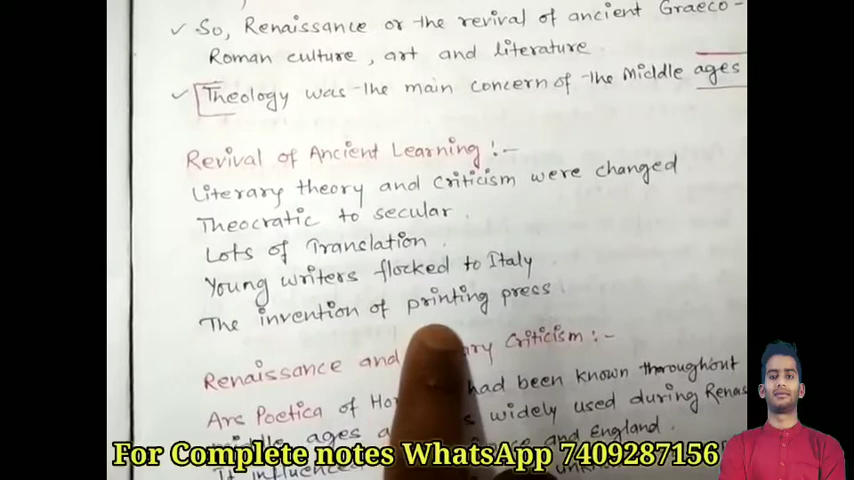 ✓ So, Renaissance or the revival of ancient Graeco-
Roman culture, art and literature
✓ Theology was the main concern of the Middle ages
Revival of Ancient Learning :-
Literary theory and Criticism were changed
Theocratic to secular.
Lots of Translation.
Young writers flocked to Italy
The invention of printing press.
Renaissance and Criticism :-
Ars Poetica of had been known throughout
ages widely used during
and England.
It
For Complete notes WhatsApp 7409287156